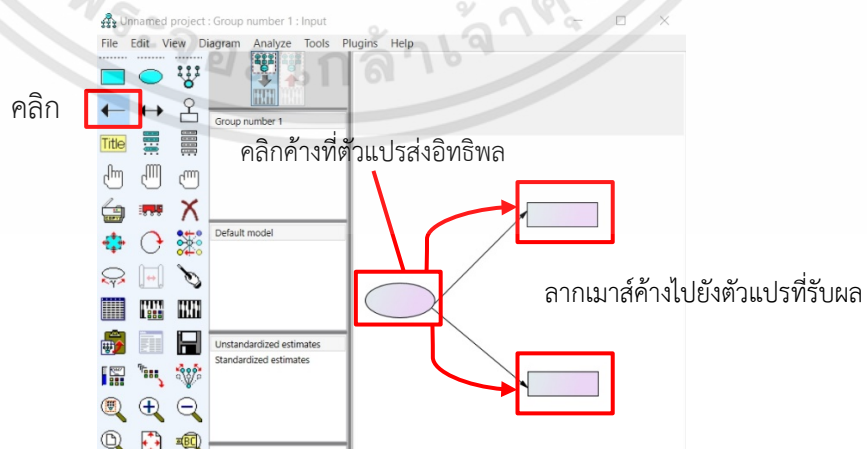 Unnamed project : Group number 1 : Input
File Edit View Diagram Analyze Tools Plugins Help
คลิก
Title
Group number 1
คลิกค้างที่ตัวแปรส่งอิทธิพล
Default model
ลากเมาส์ค้างไปยังตัวแปรที่รับผล
Unstandardized estimates
Standardized estimates